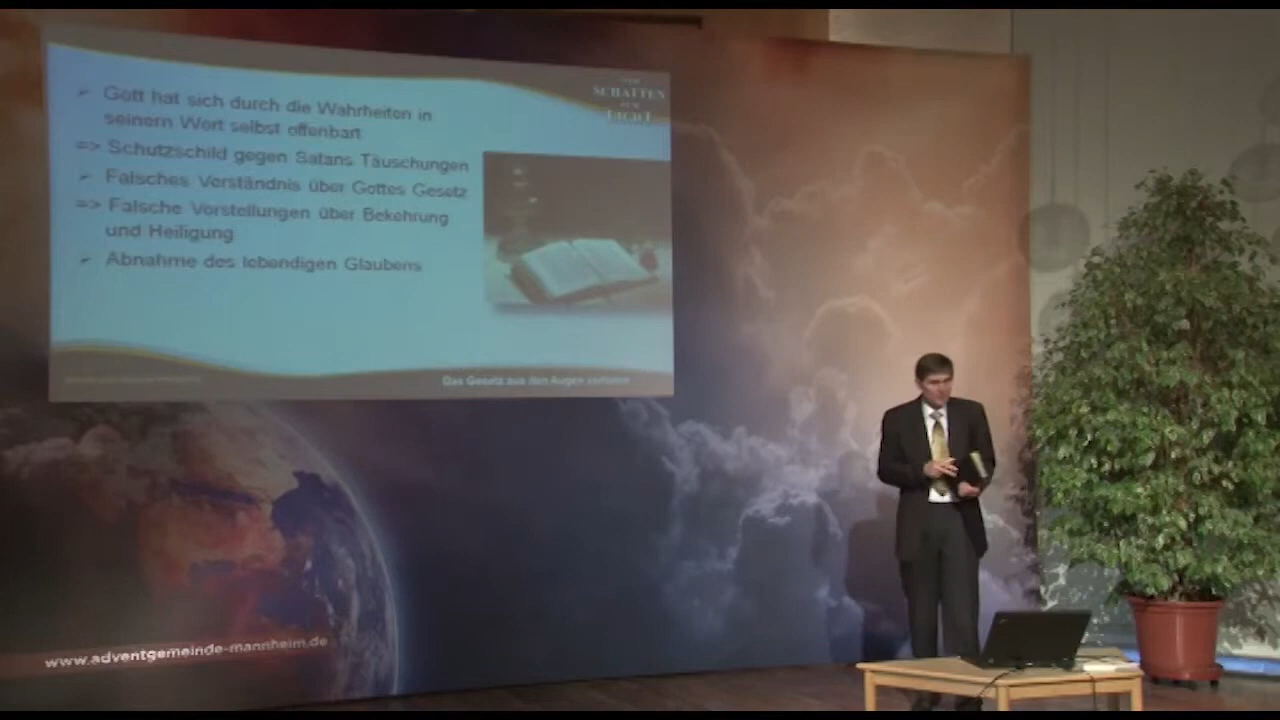 SCHATTEN
LICHT
➢ Gott hat sich durch die Wahrheiten in
seinem Wort selbst offenbart
=> Schutzschild gegen Satans Täuschungen
➢ Falsches Verständnis über Gottes Gesetz
=> Falsche Vorstellungen über Bekehrung
und Heiligung
➢ Abnahme des lebendigen Glaubens
Das Gesetz aus den Augen verloren
www.adventgemeinde-mannheim.de